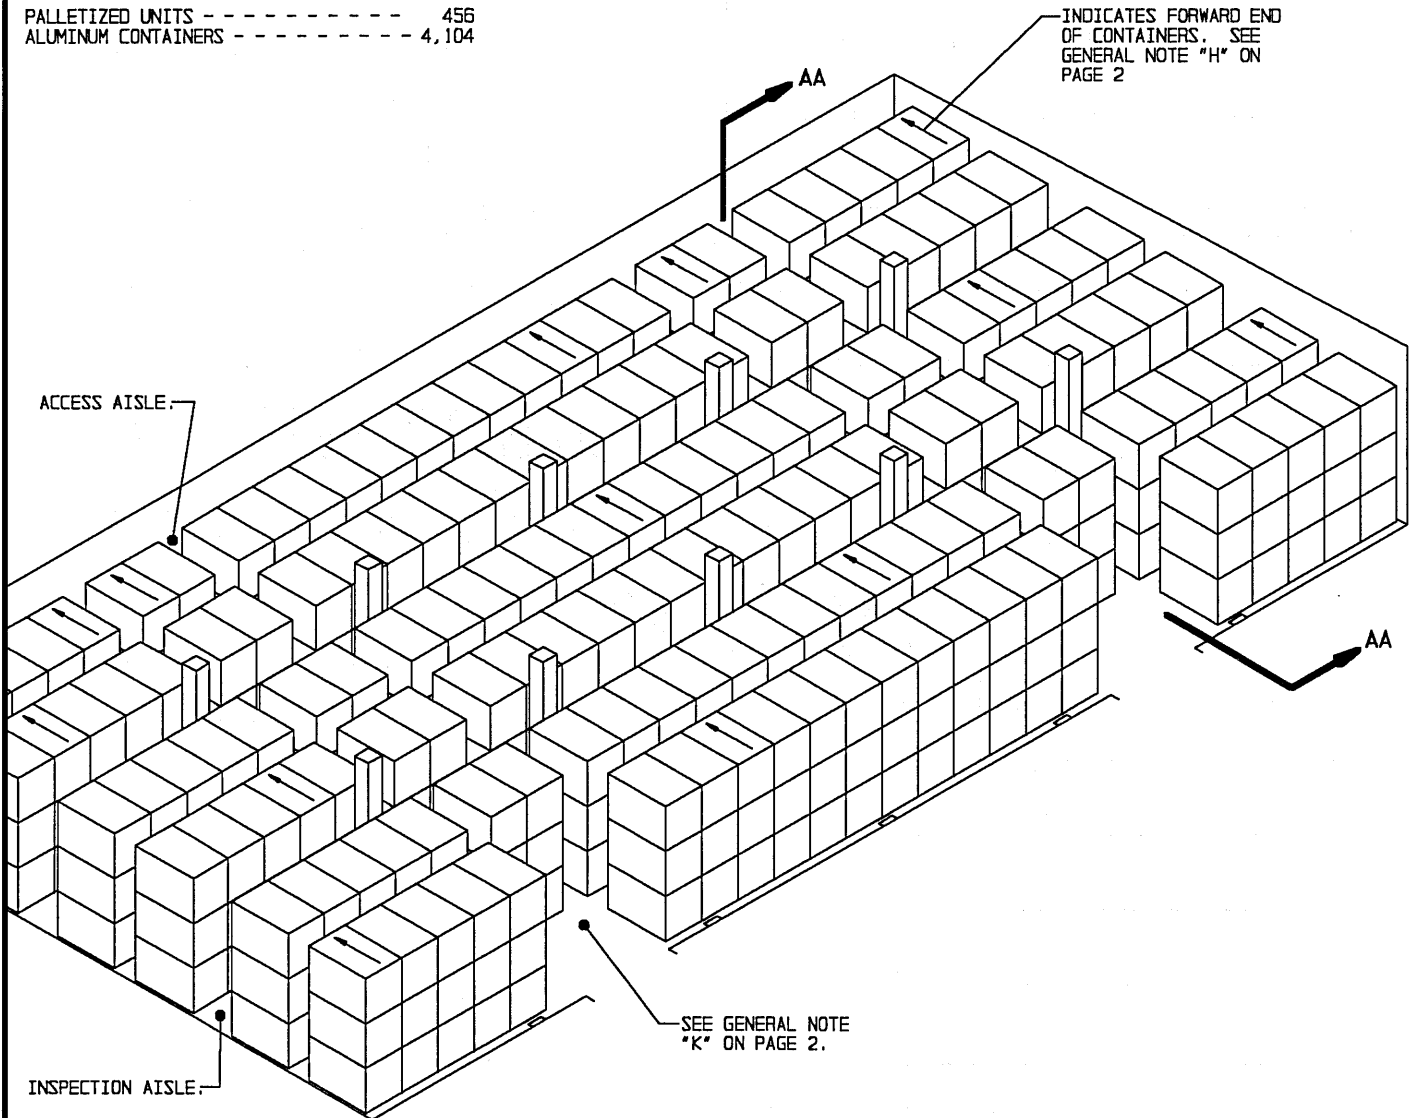 PALLETIZED UNITS - - - - - - - - - - 456
ALUMINUM CONTAINERS - - - - - - - - - 4,104
INDICATES FORWARD END
OF CONTAINERS. SEE
GENERAL NOTE "H" ON
PAGE 2
AA
ACCESS AISLE.
AA
SEE GENERAL NOTE
"K" ON PAGE 2.
INSPECTION AISLE.